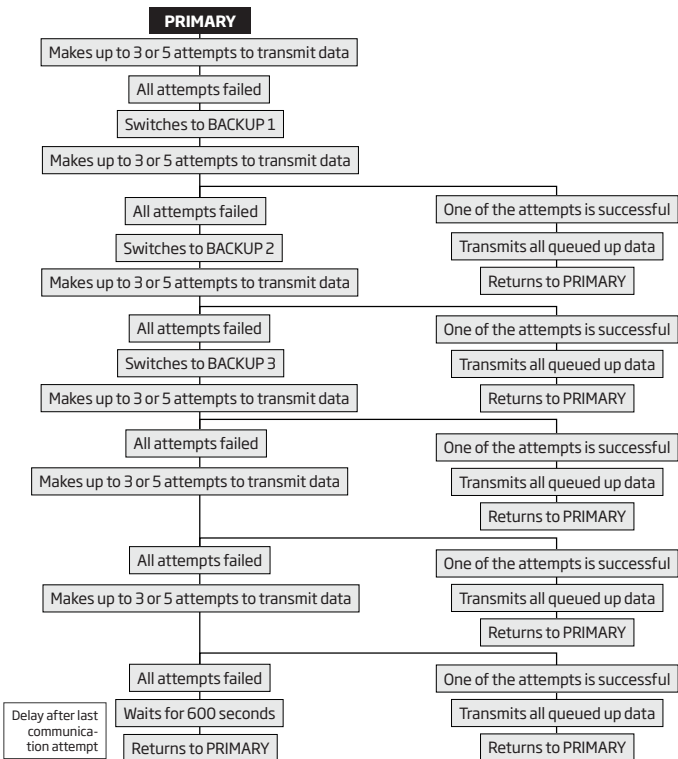 PRIMARY
Makes up to 3 or 5 attempts to transmit data
All attempts failed
Switches to BACKUP 1
Makes up to 3 or 5 attempts to transmit data
All attempts failed
One of the attempts is successful
Switches to BACKUP 2
Transmits all queued up data
Makes up to 3 or 5 attempts to transmit data
Returns to PRIMARY
All attempts failed
One of the attempts is successful
Switches to BACKUP 3
Transmits all queued up data
Makes up to 3 or 5 attempts to transmit data
Returns to PRIMARY
All attempts failed
One of the attempts is successful
Makes up to 3 or 5 attempts to transmit data
Transmits all queued up data
Returns to PRIMARY
All attempts failed
One of the attempts is successful
Makes up to 3 or 5 attempts to transmit data
Transmits all queued up data
Returns to PRIMARY
All attempts failed
One of the attempts is successful
Delay after last
communica-
tion attempt
Waits for 600 seconds
Transmits all queued up data
Returns to PRIMARY
Returns to PRIMARY